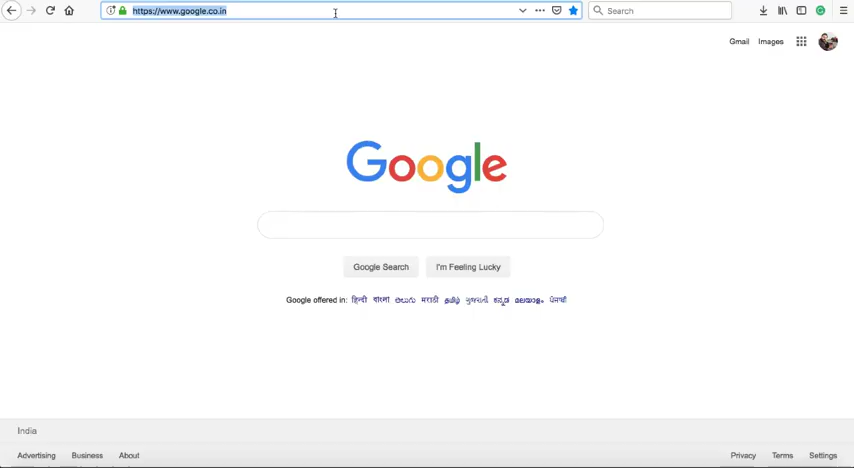 https://www.google.co.in
Search
Gmail Images
Google
Google Search I'm Feeling Lucky
Google offered in: हिन्दी বাংলা తెలుగు मराठी தமிழ் ગુજરાતી ಕನ್ನಡ മലയാളം ਪੰਜਾਬੀ
India
Advertising Business About Privacy Terms Settings